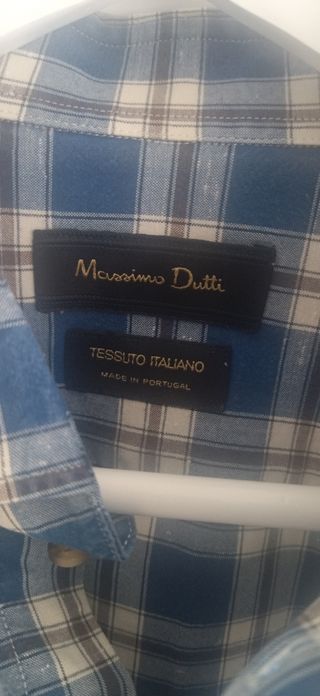 Massimo Dutti
TESSUTO ITALIANO
MADE IN PORTUGAL